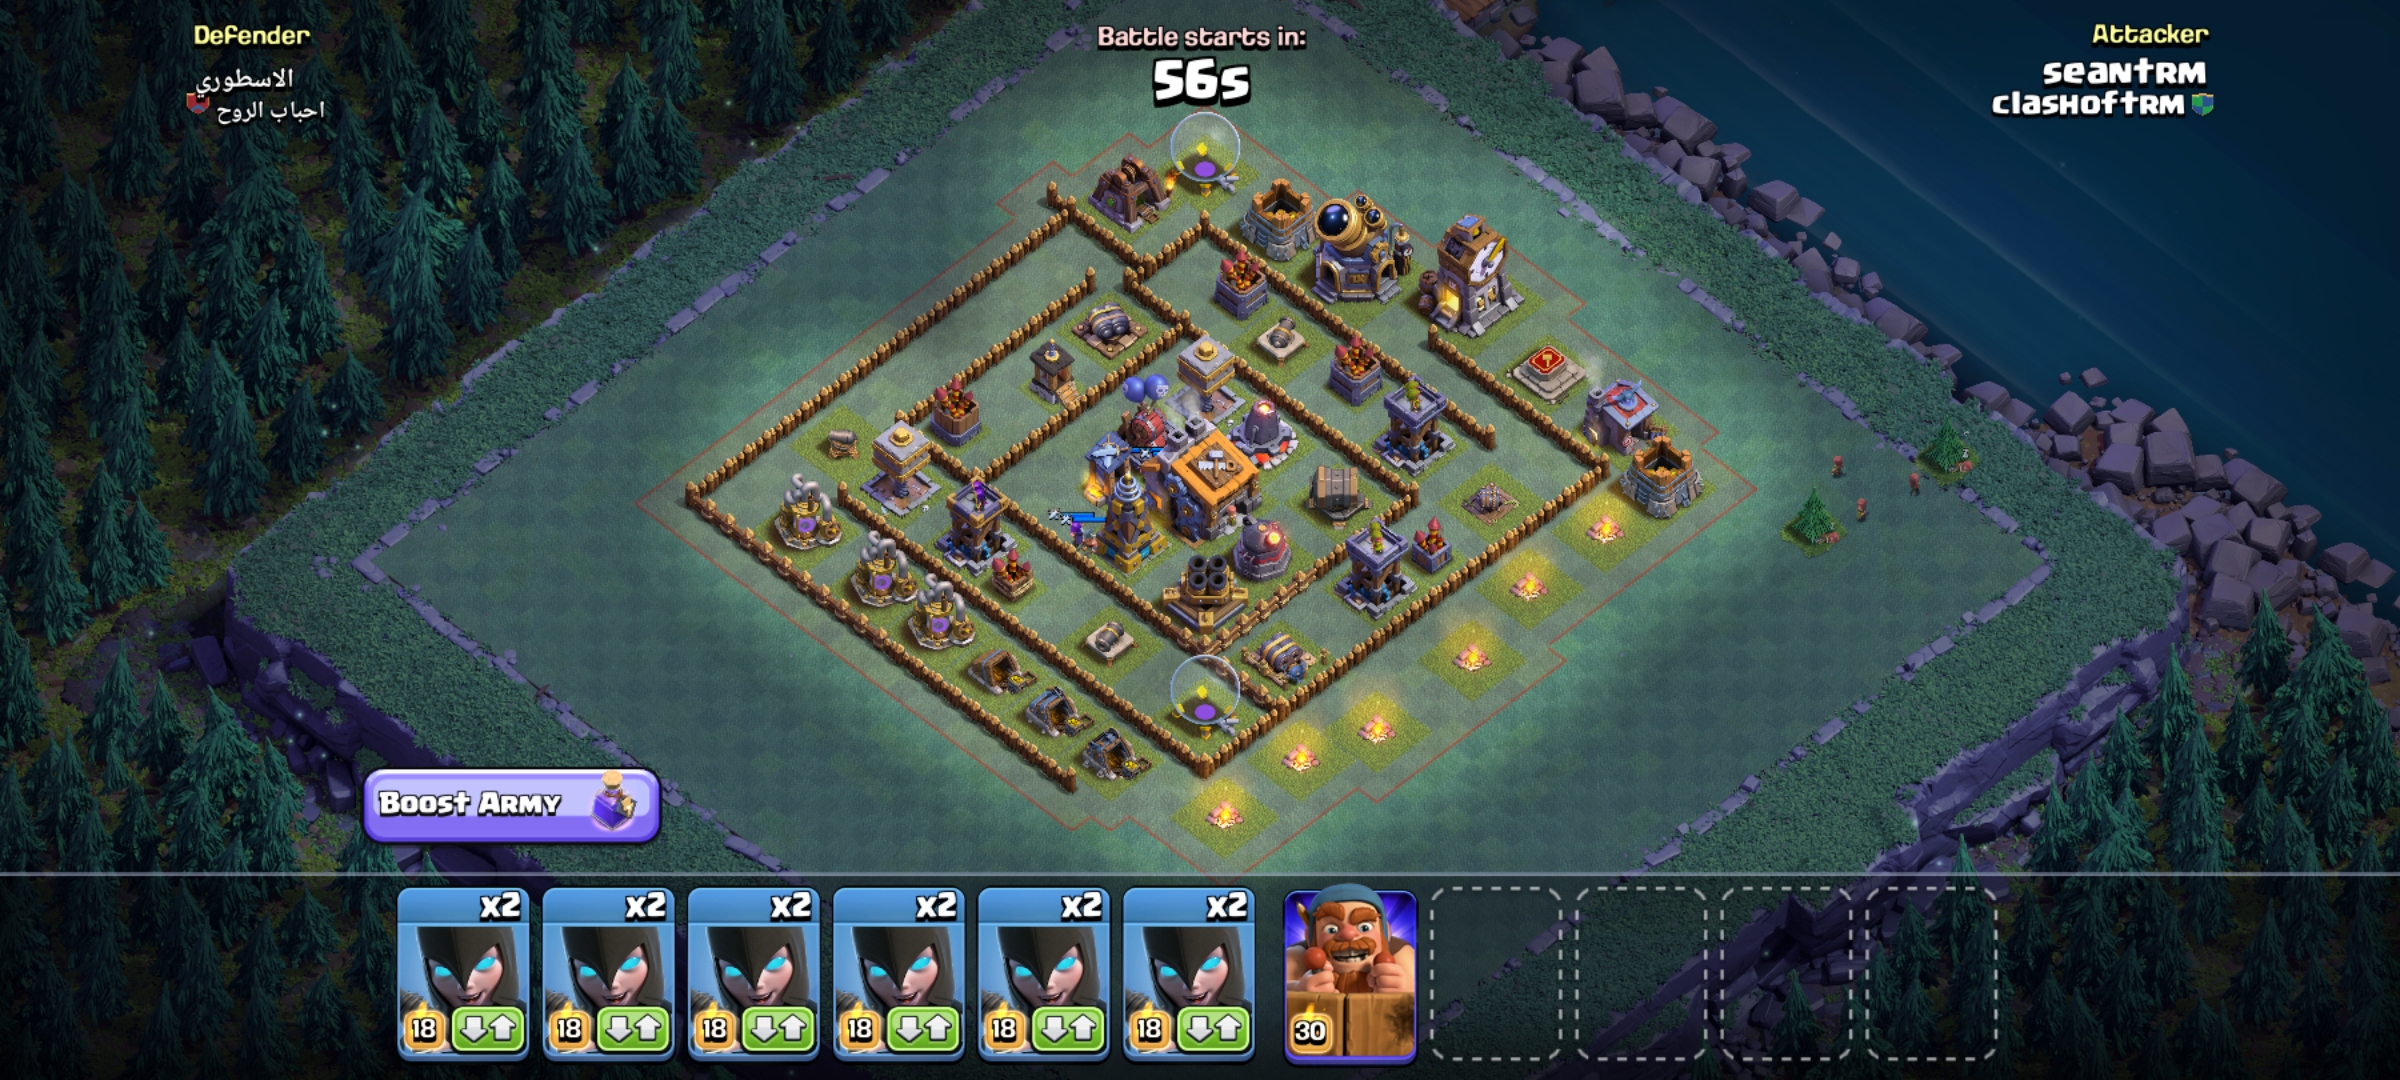 Defender
الاسطوري
احباب الروح
Battle starts in:
56s
Attacker
seantRM
clashoftRM
Boost Army
x2
x2
x2
x2
x2
x2
18
18
18
18
18
18
30